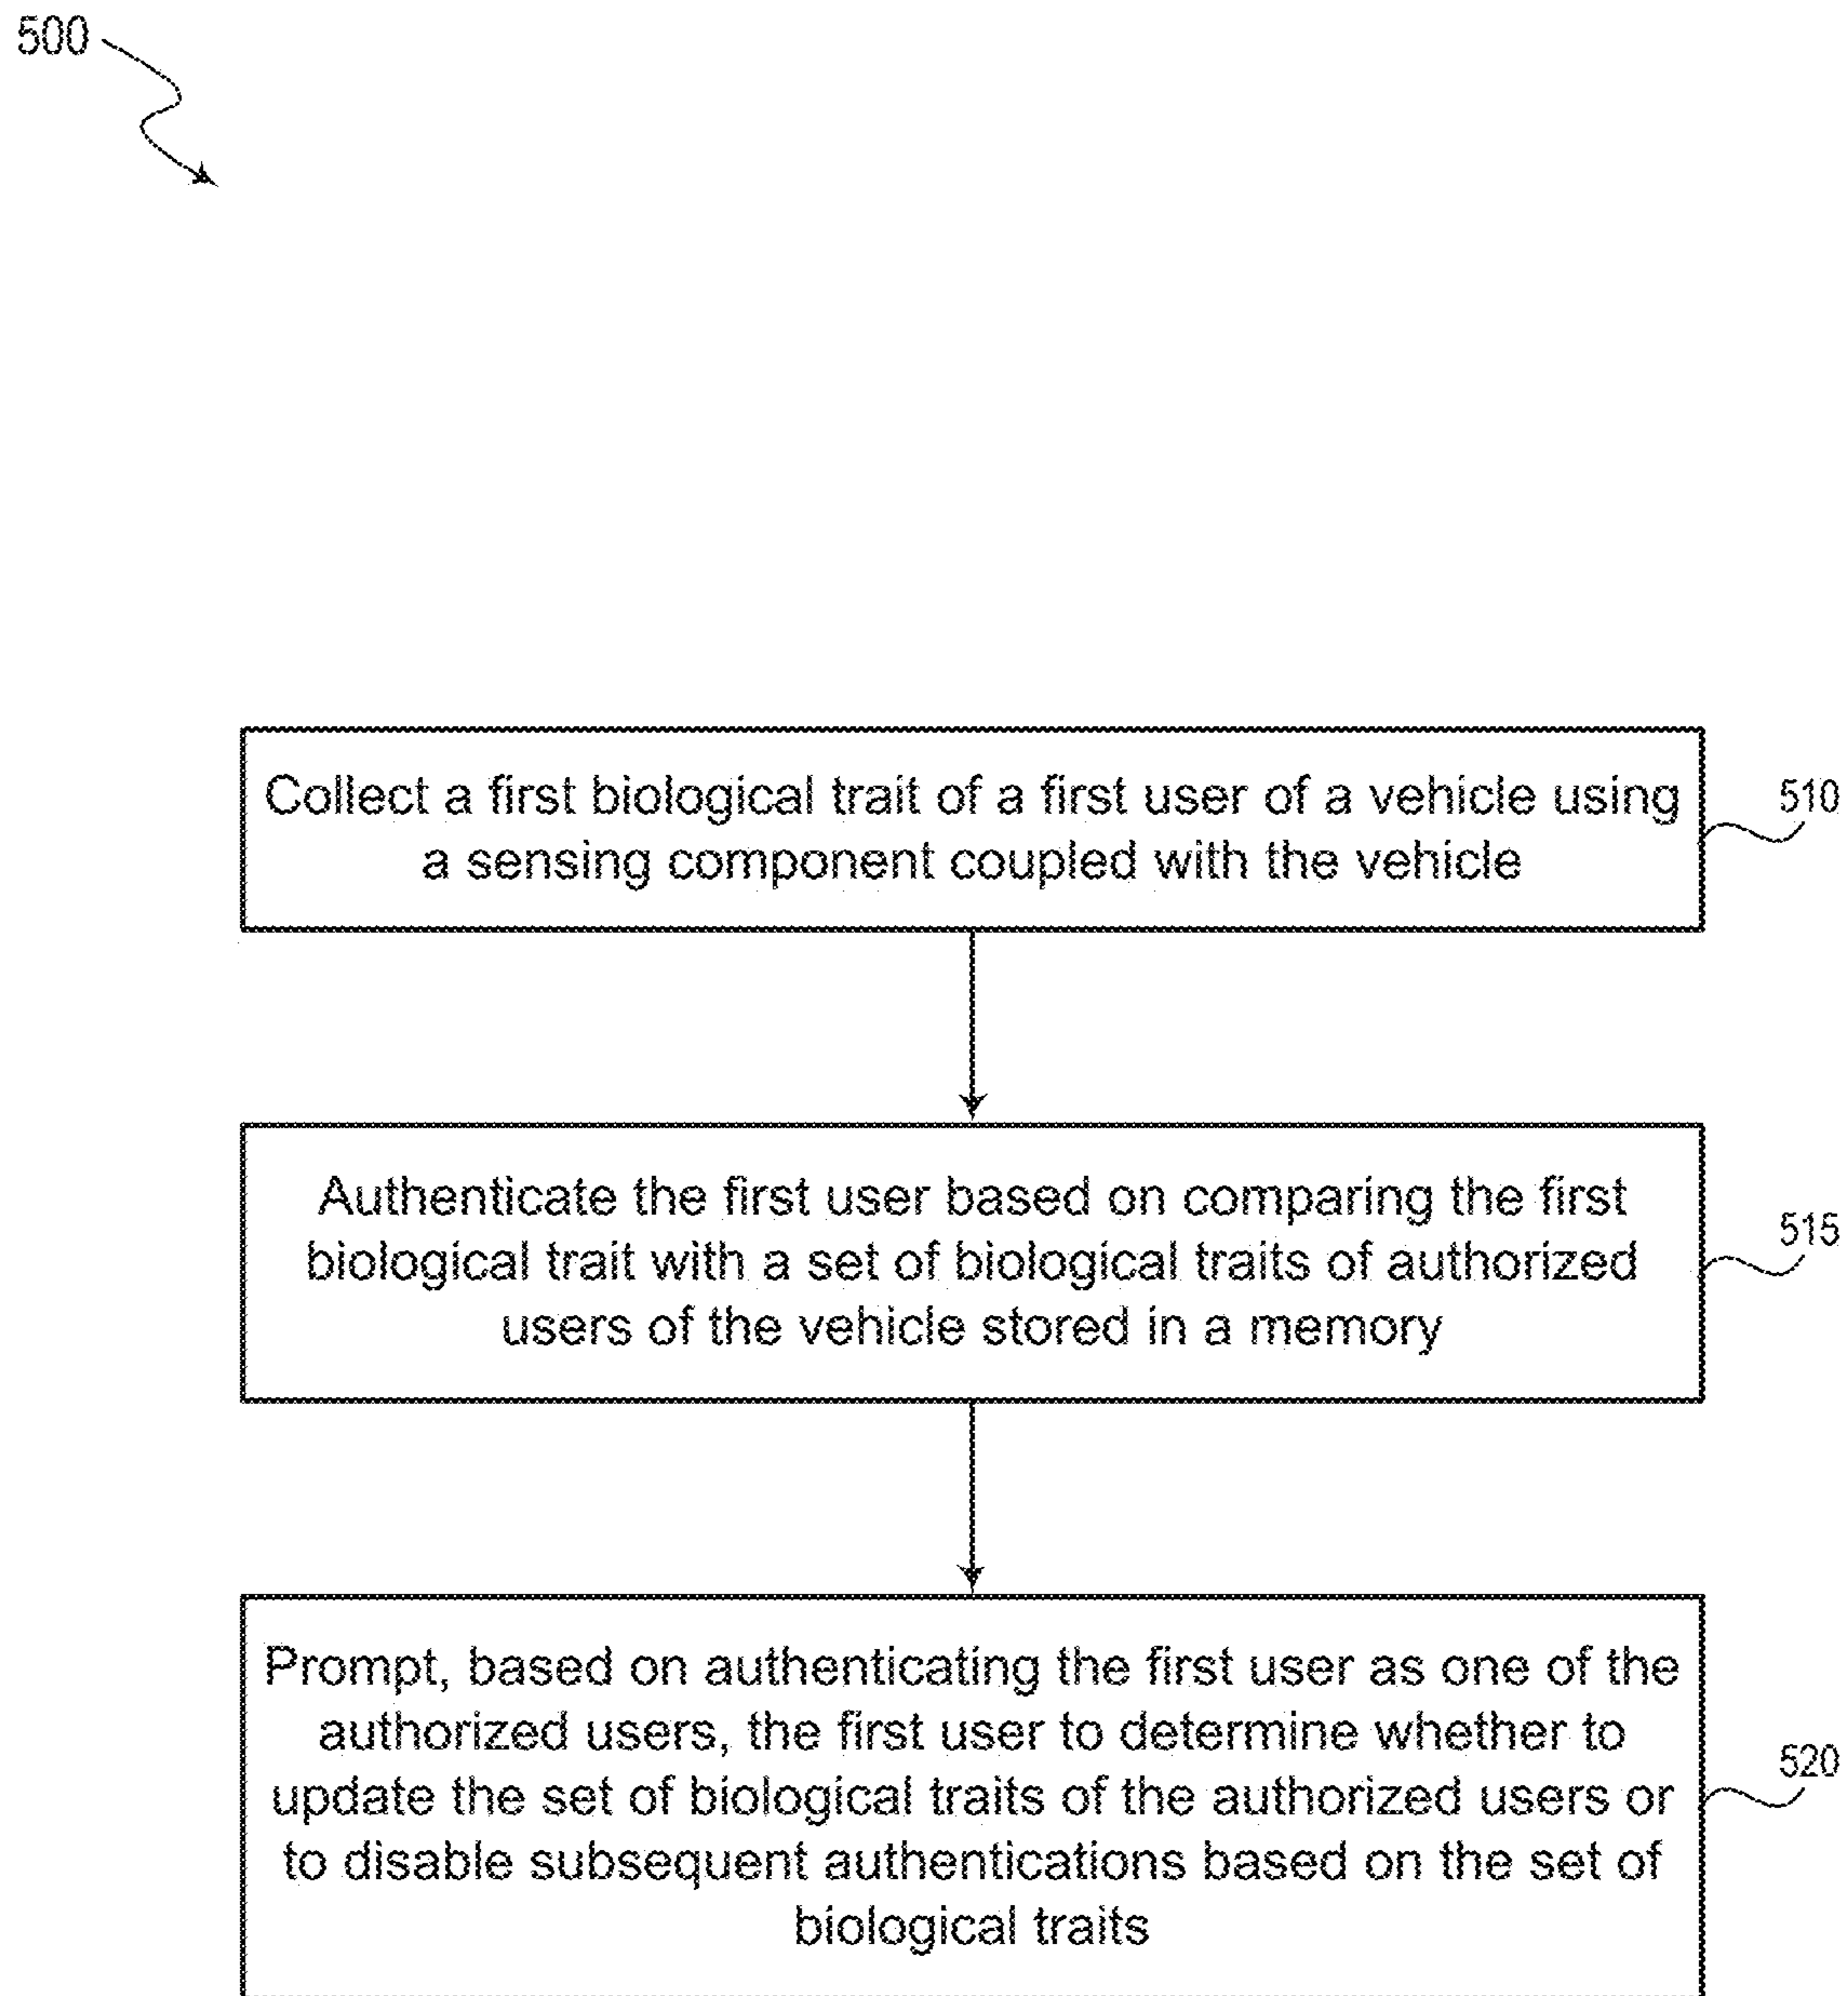 500
Collect a first biological trait of a first user of a vehicle using
a sensing component coupled with the vehicle
510
Authenticate the first user based on comparing the first
biological trait with a set of biological traits of authorized
users of the vehicle stored in a memory
515
Prompt, based on authenticating the first user as one of the
authorized users, the first user to determine whether to
update the set of biological traits of the authorized users or
to disable subsequent authentications based on the set of
biological traits
520